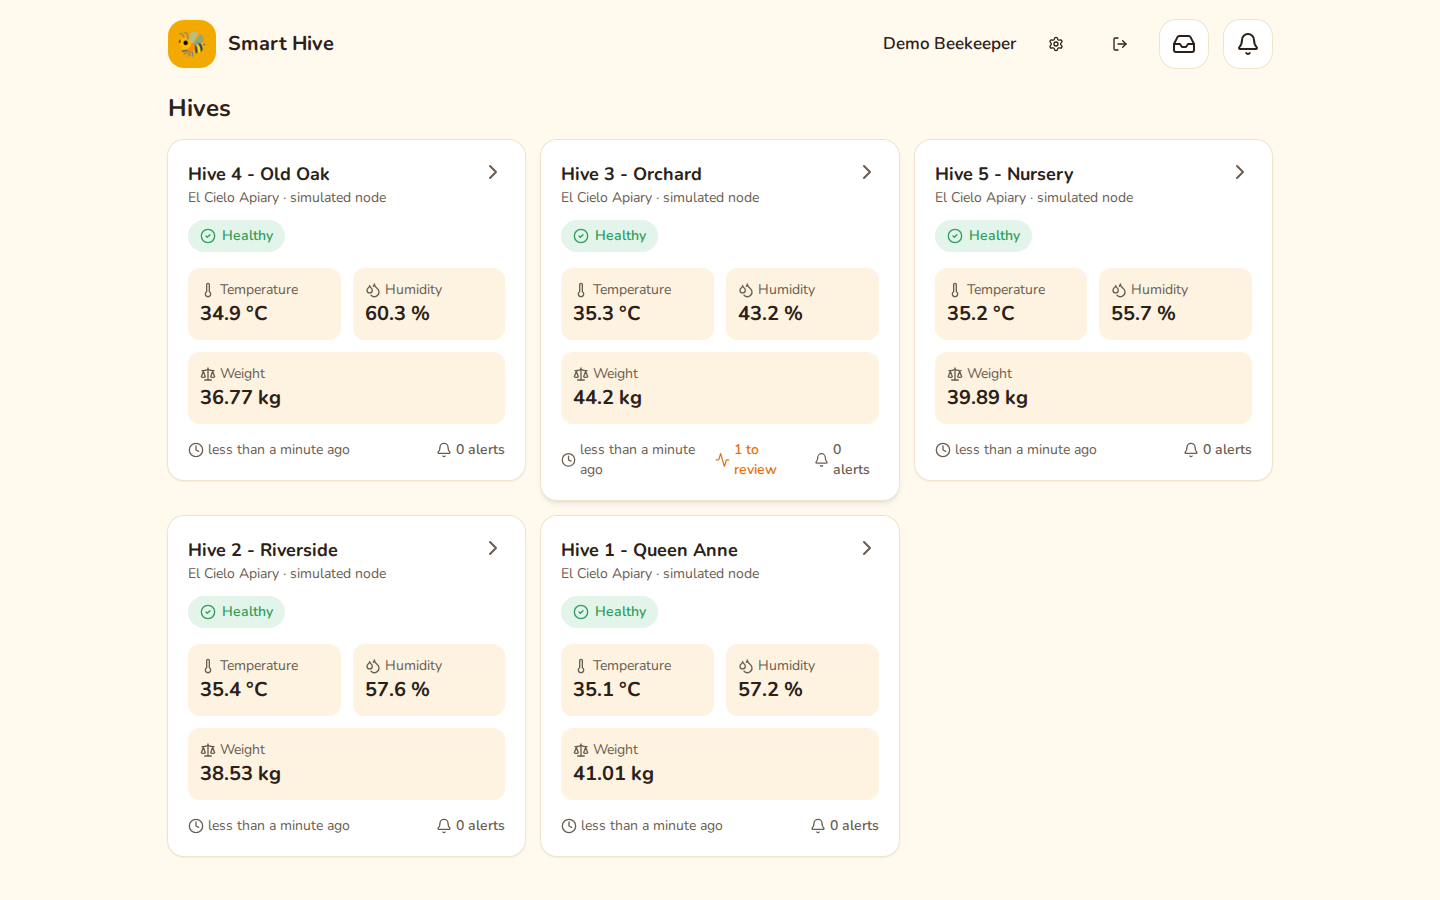 Smart Hive
Demo Beekeeper
Hives
Hive 4 - Old Oak
El Cielo Apiary · simulated node
Healthy
Temperature
34.9 °C
Humidity
60.3 %
Weight
36.77 kg
less than a minute ago
0 alerts
Hive 3 - Orchard
El Cielo Apiary · simulated node
Healthy
Temperature
35.3 °C
Humidity
43.2 %
Weight
44.2 kg
less than a minute
ago
1 to
review
0
alerts
Hive 5 - Nursery
El Cielo Apiary · simulated node
Healthy
Temperature
35.2 °C
Humidity
55.7 %
Weight
39.89 kg
less than a minute ago
0 alerts
Hive 2 - Riverside
El Cielo Apiary · simulated node
Healthy
Temperature
35.4 °C
Humidity
57.6 %
Weight
38.53 kg
less than a minute ago
0 alerts
Hive 1 - Queen Anne
El Cielo Apiary · simulated node
Healthy
Temperature
35.1 °C
Humidity
57.2 %
Weight
41.01 kg
less than a minute ago
0 alerts